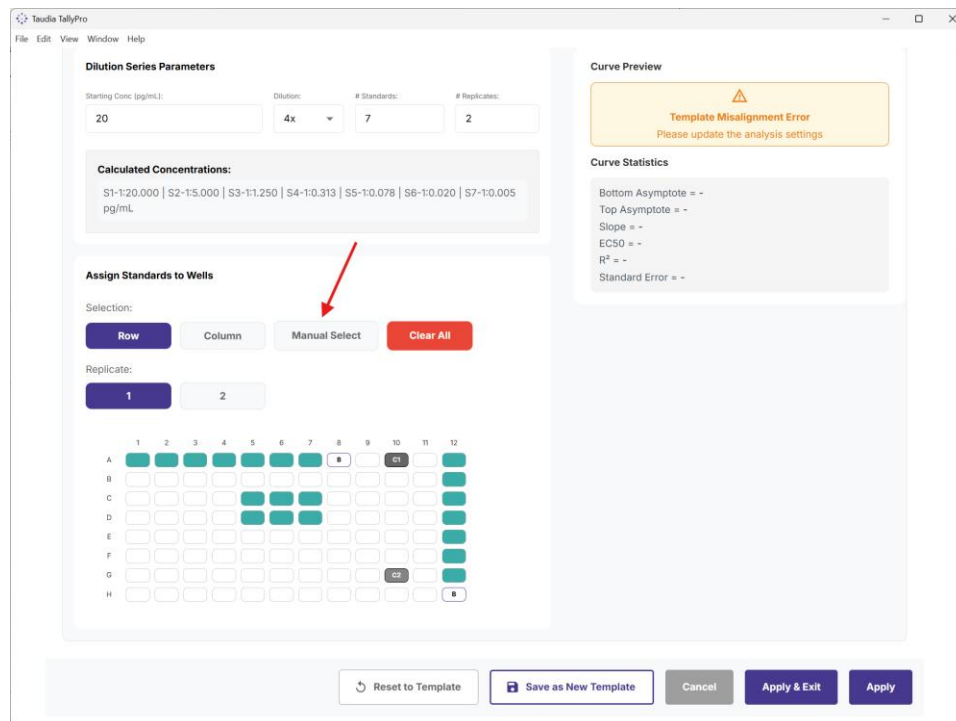 Taudia TallyPro
File Edit View Window Help
Dilution Series Parameters
Starting Conc (pg/mL): Dilution: # Standards: # Replicates:
20 4x 7 2
Calculated Concentrations:
S1-1:20.000 | S2-1:5.000 | S3-1:1.250 | S4-1:0.313 | S5-1:0.078 | S6-1:0.020 | S7-1:0.005
pg/mL
Assign Standards to Wells
Selection:
Row Column Manual Select Clear All
Replicate:
1 2
1 2 3 4 5 6 7 8 9 10 11 12
A B C1
B
C
D
E
F
G C2
H B
Curve Preview
Template Misalignment Error
Please update the analysis settings
Curve Statistics
Bottom Asymptote = -
Top Asymptote = -
Slope = -
EC50 = -
R² = -
Standard Error = -
Reset to Template Save as New Template Cancel Apply & Exit Apply